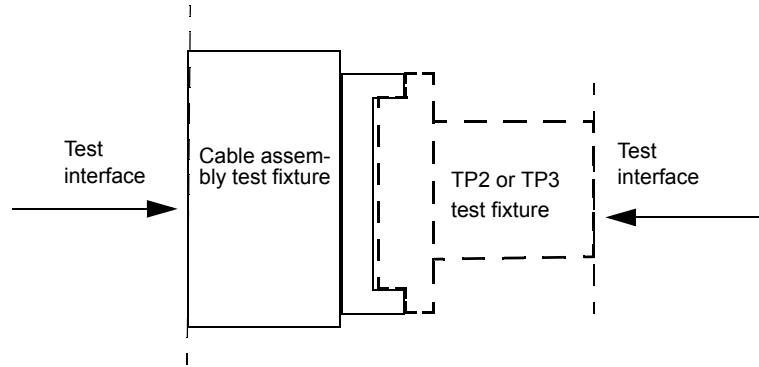 Test
interface
Cable assem-
bly test fixture
TP2 or TP3
test fixture
Test
interface